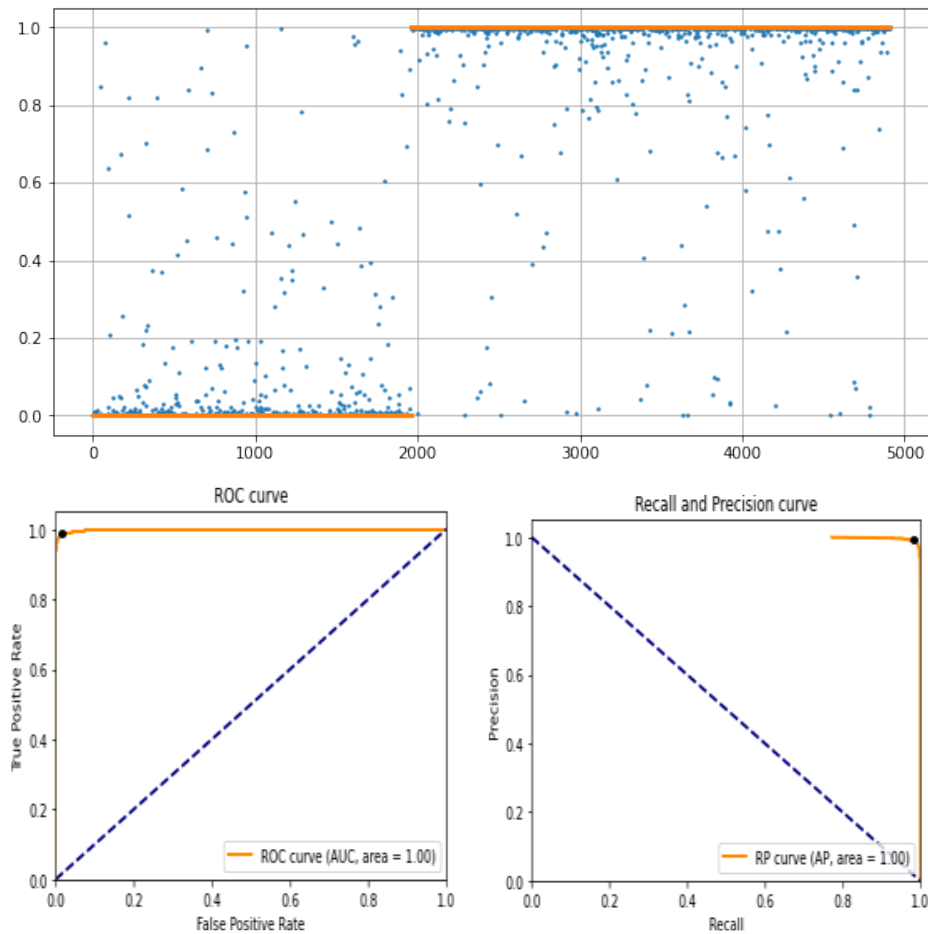 1.0
0.8
0.6
0.4
0.2
0.0
0 1000 2000 3000 4000 5000
ROC curve
1.0
0.8
0.6
0.4
0.2
0.0
True Positive Rate
ROC curve (AUC, area = 1.00)
0.0 0.2 0.4 0.6 0.8 1.0
False Positive Rate
Recall and Precision curve
1.0
0.8
0.6
0.4
0.2
0.0
Precision
RP curve (AP, area = 1.00)
0.0 0.2 0.4 0.6 0.8 1.0
Recall